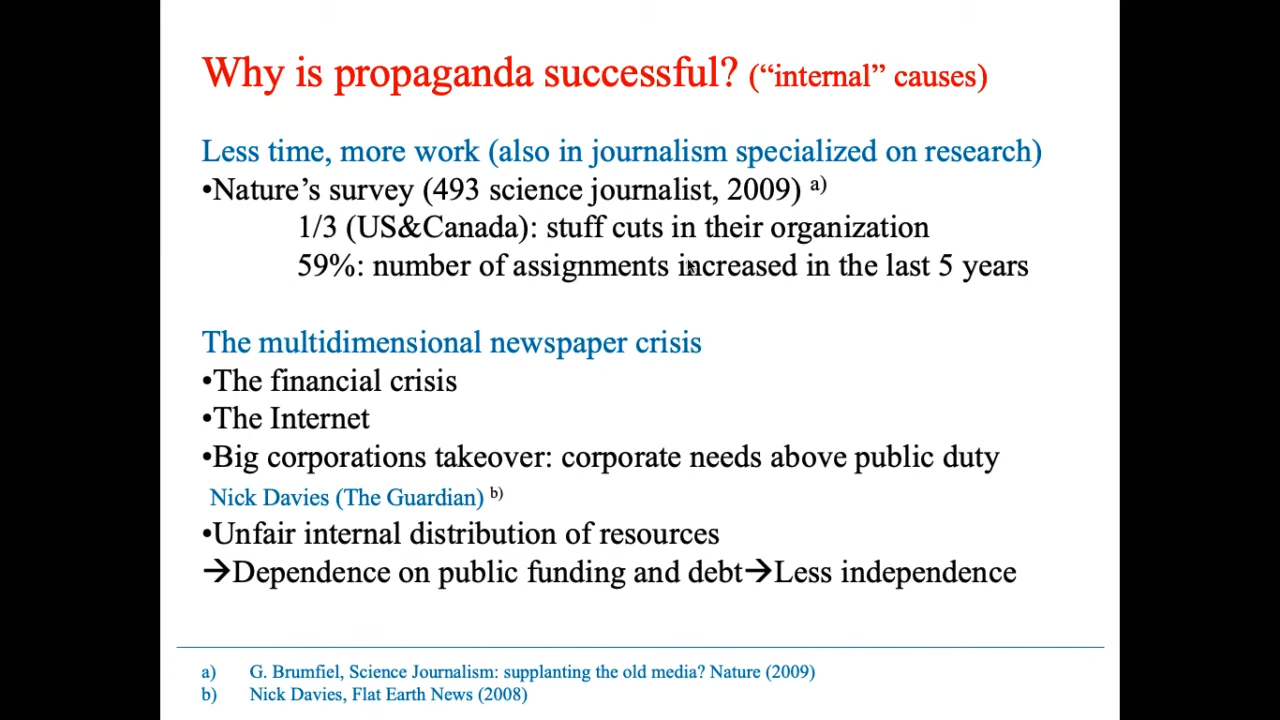 Why is propaganda successful? (“internal” causes)
Less time, more work (also in journalism specialized on research)
•Nature’s survey (493 science journalist, 2009) a)
1/3 (US&Canada): stuff cuts in their organization
59%: number of assignments increased in the last 5 years
The multidimensional newspaper crisis
•The financial crisis
•The Internet
•Big corporations takeover: corporate needs above public duty
Nick Davies (The Guardian) b)
•Unfair internal distribution of resources
→Dependence on public funding and debt→Less independence
a) G. Brumfiel, Science Journalism: supplanting the old media? Nature (2009)
b) Nick Davies, Flat Earth News (2008)